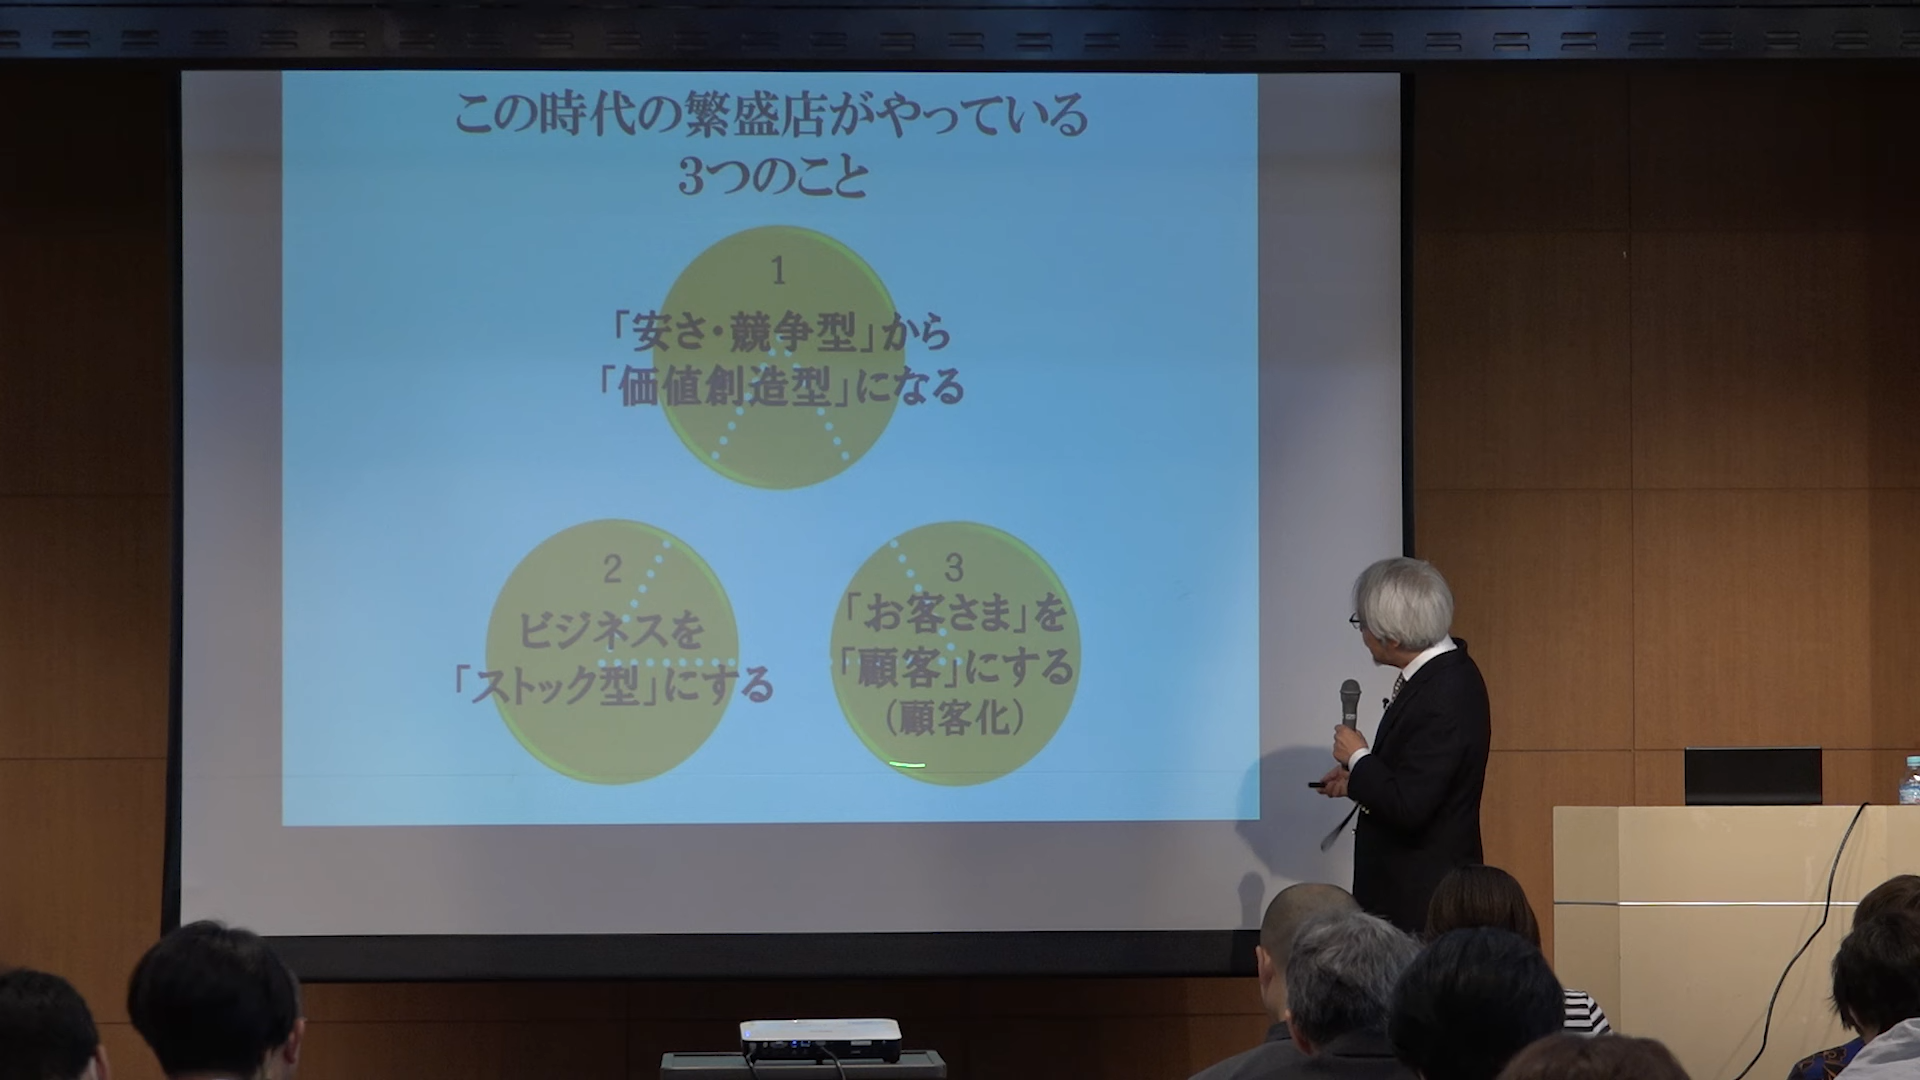 この時代の繁盛店がやっている
3つのこと
1
「安さ・競争型」から
「価値創造型」になる
2
ビジネスを
「ストック型」にする
3
「お客さま」を
「顧客」にする
(顧客化)